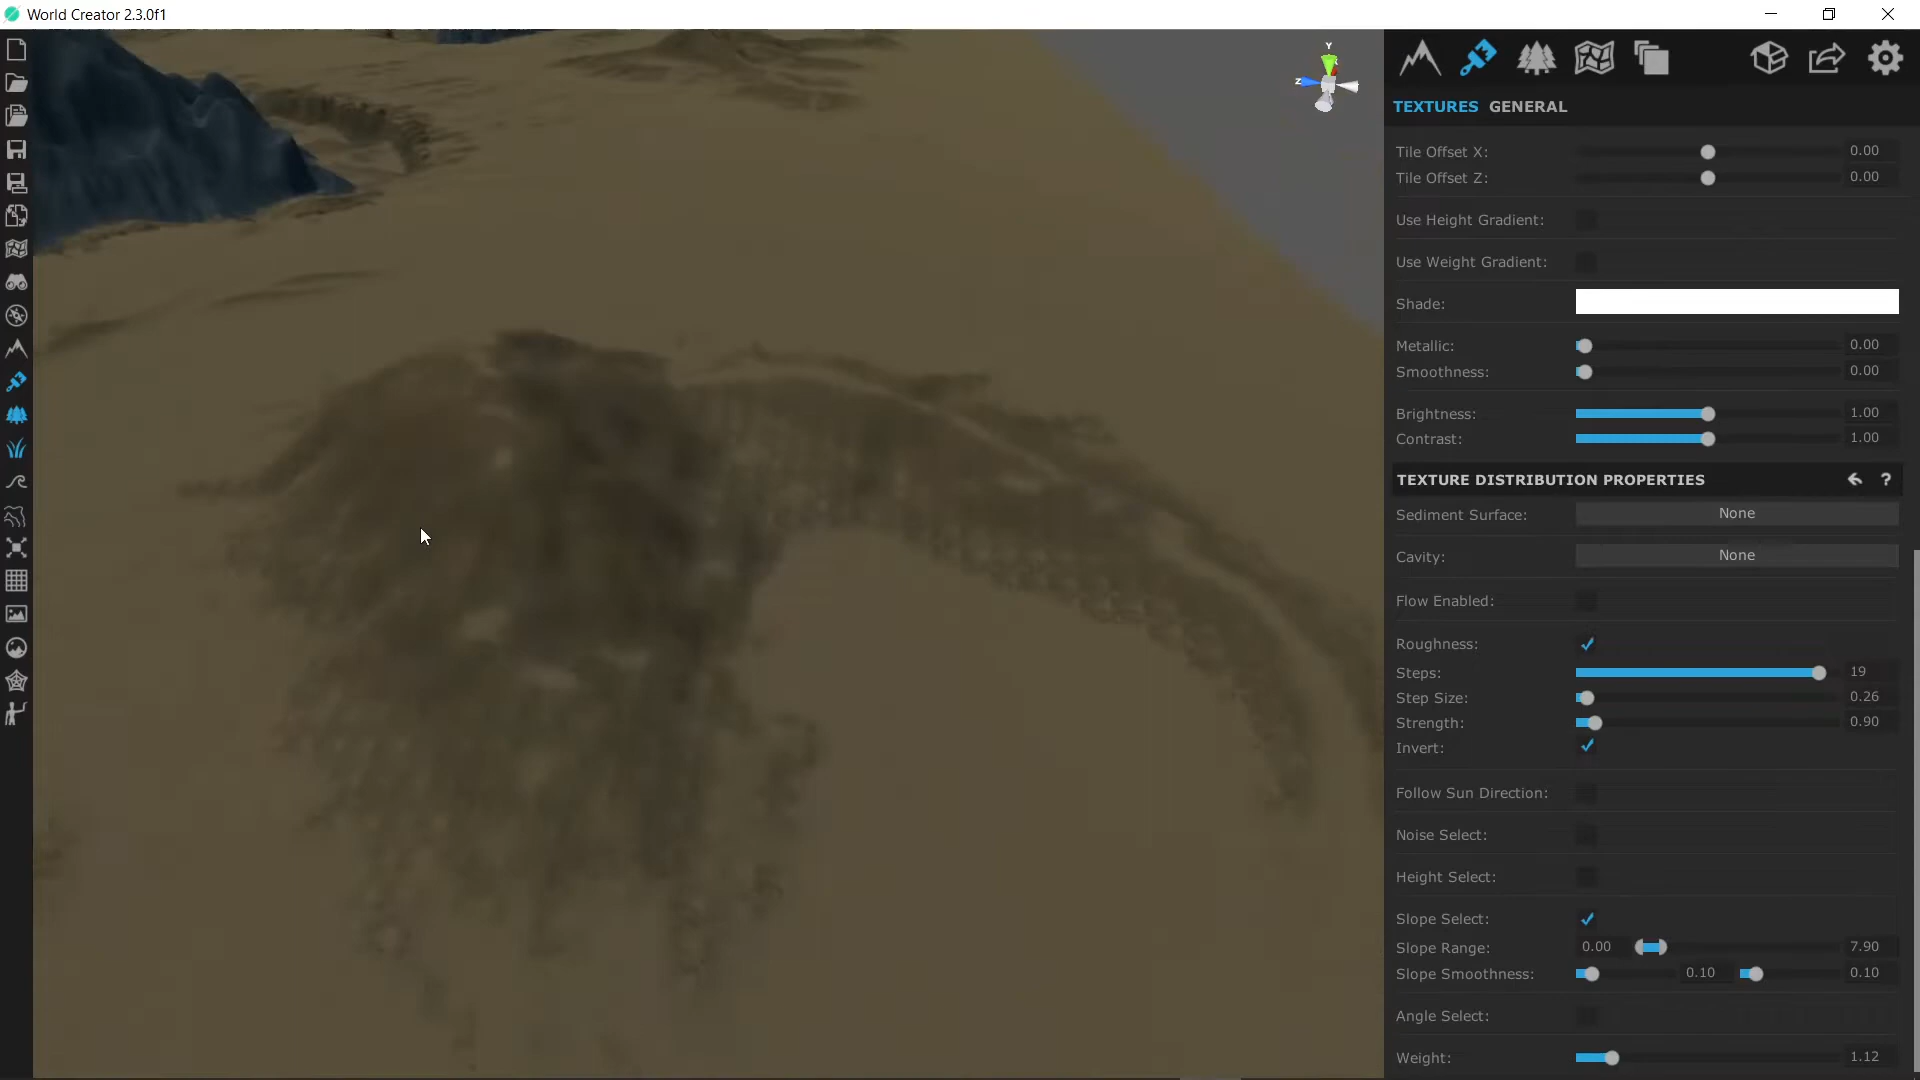 World Creator 2.3.0f1
Y
Z
TEXTURES GENERAL
Tile Offset X: 0.00
Tile Offset Z: 0.00
Use Height Gradient:
Use Weight Gradient:
Shade:
Metallic: 0.00
Smoothness: 0.00
Brightness: 1.00
Contrast: 1.00
TEXTURE DISTRIBUTION PROPERTIES ?
Sediment Surface: None
Cavity: None
Flow Enabled:
Roughness:
Steps: 19
Step Size: 0.26
Strength: 0.90
Invert:
Follow Sun Direction:
Noise Select:
Height Select:
Slope Select:
Slope Range: 0.00 7.90
Slope Smoothness: 0.10 0.10
Angle Select:
Weight: 1.12